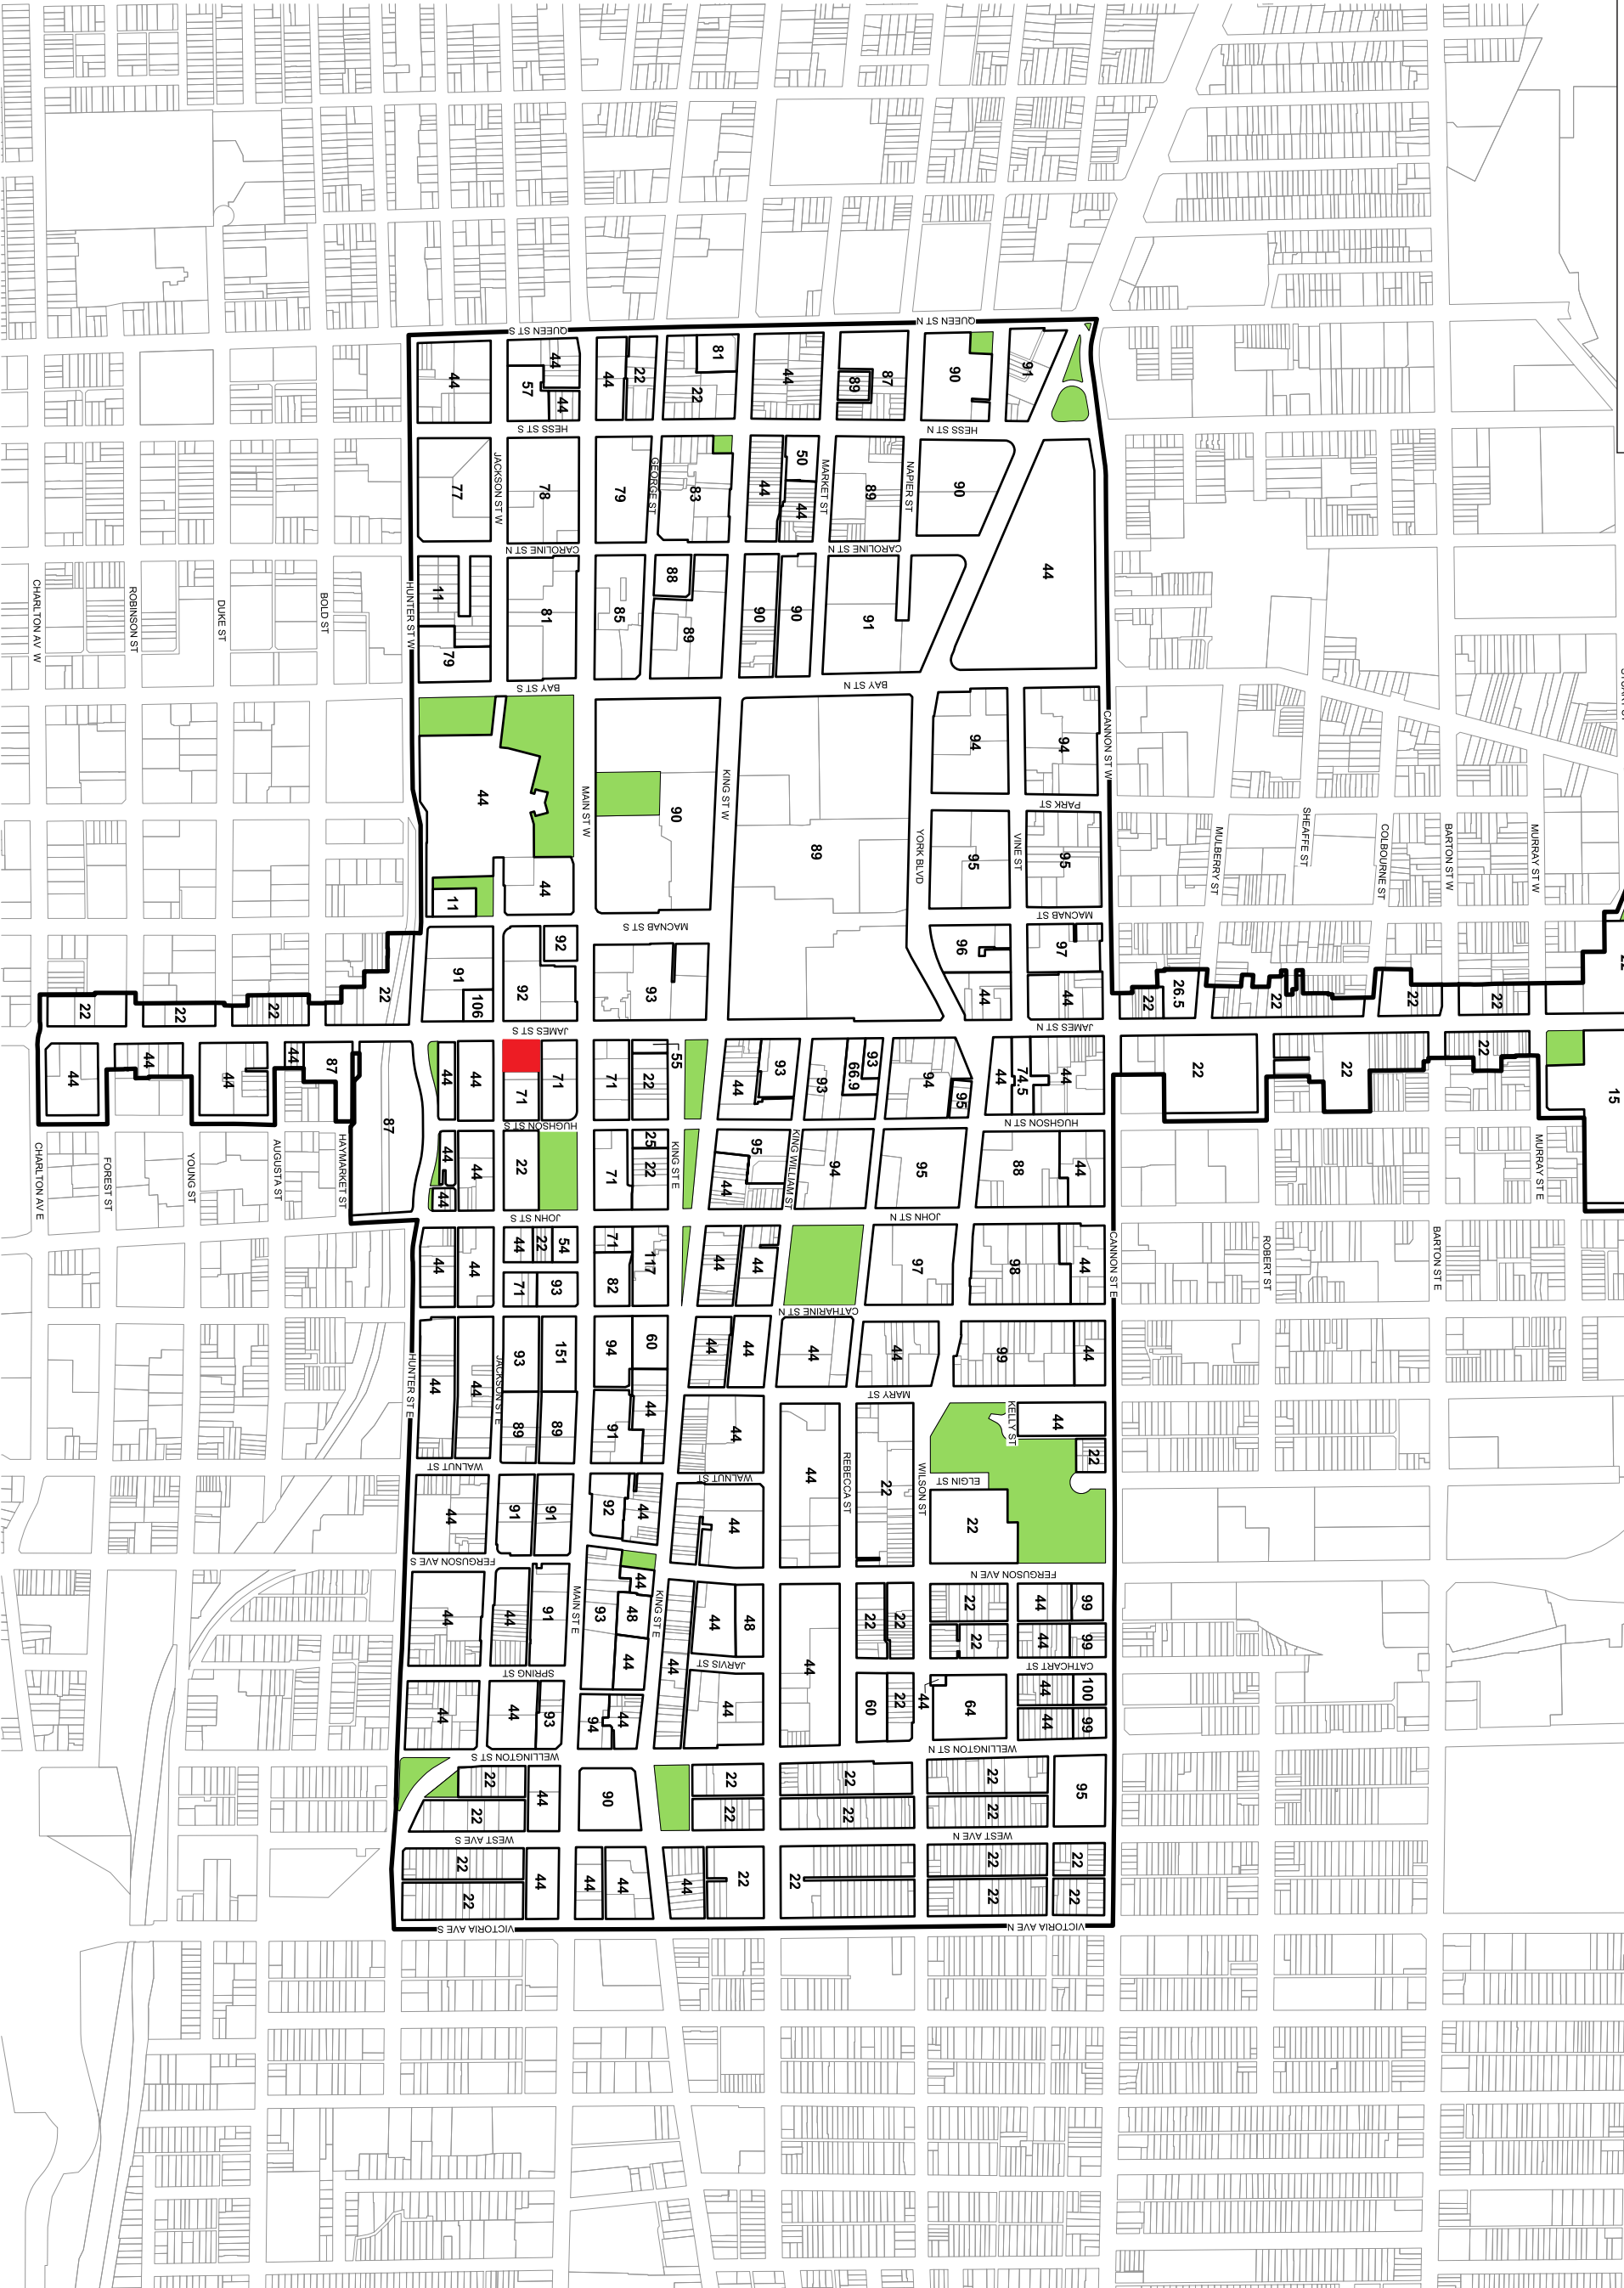 QUEEN ST S
QUEEN ST N
44
44
57
44
44
22
81
22
44
87
89
90
91
HESS ST S
HESS ST N
77
JACKSON ST W
78
79
GEORGE ST
83
44
50
44
MARKET ST
89
NAPIER ST
90
44
CAROLINE ST N
CAROLINE ST N
CHARLTON AV W
ROBINSON ST
DUKE ST
BOLD ST
HUNTER ST W
11
79
81
85
88
89
90
90
91
BAY ST S
BAY ST N
44
MAIN ST W
90
KING ST W
89
YORK BLVD
94
94
CANNON ST W
PARK ST
95
VINE ST
95
MULBERRY ST
SHEAFFE ST
COLBOURNE ST
BARTON ST W
MURRAY ST W
11
44
MACNAB ST S
MACNAB ST
22
91
106
92
92
93
96
44
97
44
22
26.5
22
22
22
22
22
22
22
JAMES ST S
JAMES ST N
44
44
44
44
87
87
44
44
71
71
71
22
55
44
93
93
66.9
93
94
95
44
74.5
44
22
22
22
15
HUGHSON ST S
HUGHSON ST N
CHARLTON AV E
FOREST ST
YOUNG ST
AUGUSTA ST
HAYMARKET ST
44
44
44
22
71
25
22
KING ST E
95
44
KING WILLIAM ST
94
95
88
44
MURRAY ST E
JOHN ST S
JOHN ST N
44
44
44
22
54
71
93
71
82
117
44
44
97
98
44
CANNON ST E
ROBERT ST
BARTON ST E
CATHARINE ST N
HUNTER ST E
44
44
JACKSON ST E
93
151
89
89
94
60
91
44
44
44
44
44
99
44
MARY ST
44
44
REBECCA ST
22
WILSON ST
KELLY ST
44
22
WALNUT ST
WALNUT ST
ELGIN ST
44
91
91
92
44
44
22
FERGUSON AVE S
FERGUSON AVE N
44
44
91
MAIN ST E
93
44
48
44
KING ST E
44
44
48
44
22
22
22
22
44
99
44
99
SPRING ST
JARVIS ST
CATHCART ST
44
44
93
94
44
44
60
22
44
64
44
100
44
99
WELLINGTON ST S
WELLINGTON ST N
22
22
44
90
22
22
22
22
22
22
95
WEST AVE S
WEST AVE N
22
22
44
44
44
44
22
22
22
22
22
22
VICTORIA AVE S
VICTORIA AVE N